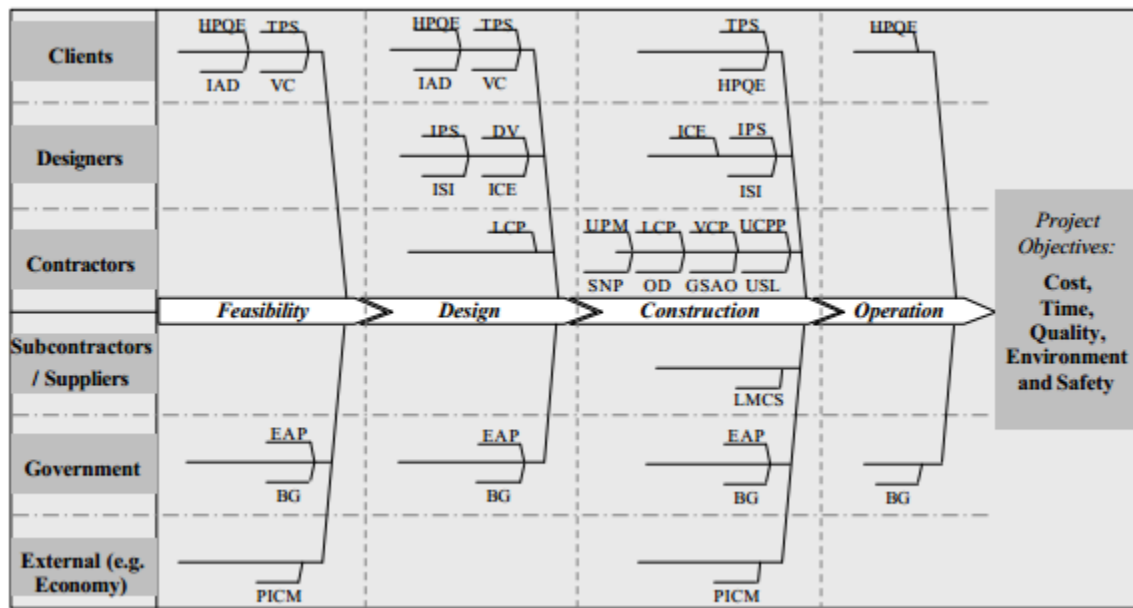 HPQE TPS HPQE TPS TPS HPQE
Clients
IAD VC IAD VC HPQE
IPS DV ICE IPS
Designers
ISI ICE ISI
LCP UPM LCP VCP UCPP
Contractors
SNP OD GSAO USL
Feasibility Design Construction Operation
Project
Objectives:
Cost,
Time,
Quality,
Environment
and Safety
Subcontractors
/ Suppliers
LMCS
EAP EAP EAP
Government
BG BG BG BG
External (e.g.
Economy)
PICM PICM